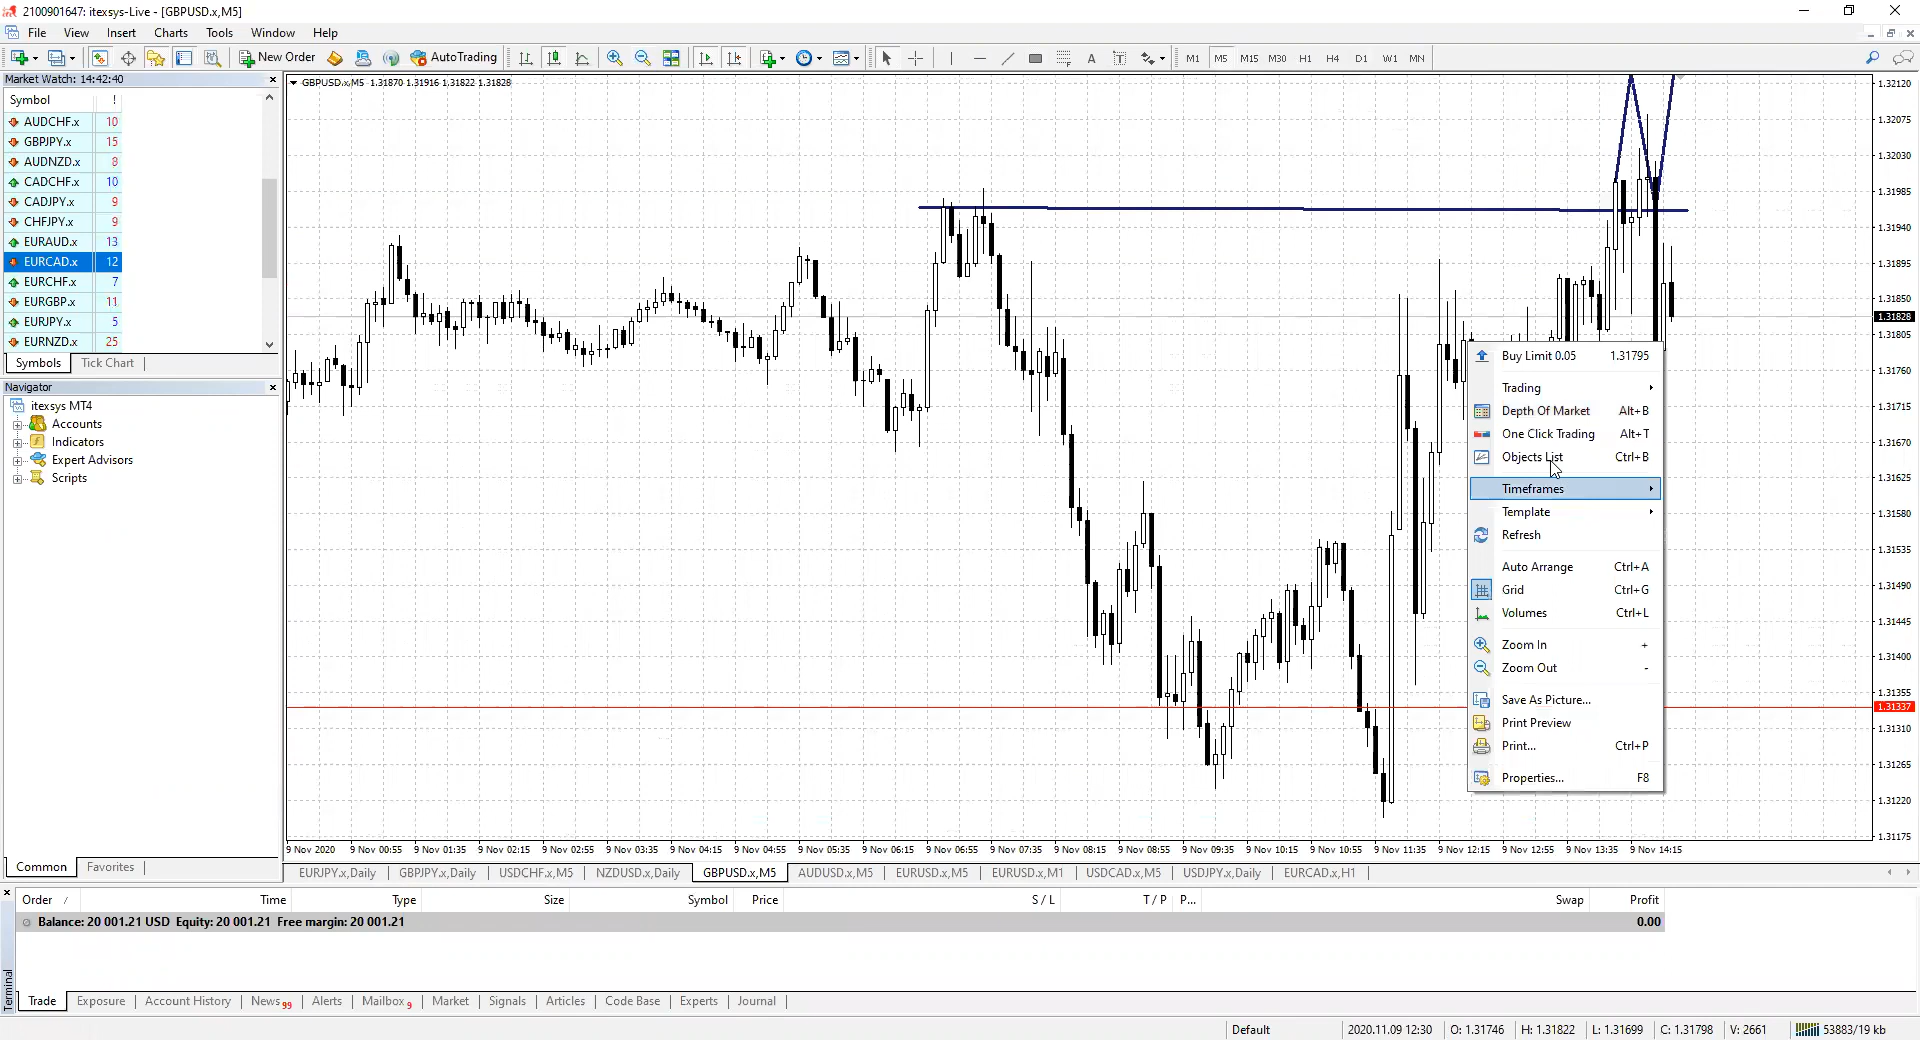 2100901647: itexsys-Live - [GBPUSD.x,M5]
File View Insert Charts Tools Window Help
New Order AutoTrading M1 M5 M15 M30 H1 H4 D1 W1 MN
Market Watch: 14:42:40
Symbol !
AUDCHF.x 10
GBPJPY.x 15
AUDNZD.x 8
CADCHF.x 10
CADJPY.x 9
CHFJPY.x 9
EURAUD.x 13
EURCAD.x 12
EURCHF.x 7
EURGBP.x 11
EURJPY.x 5
EURNZD.x 25
Symbols Tick Chart
Navigator
itexsys MT4
Accounts
Indicators
Expert Advisors
Scripts
Common Favorites
GBPUSD.x,M5 1.31870 1.31916 1.31822 1.31828
1.32120
1.32075
1.32030
1.31985
1.31940
1.31895
1.31850
1.31828
1.31805
1.31760
1.31715
1.31670
1.31625
1.31580
1.31535
1.31490
1.31445
1.31400
1.31355
1.31337
1.31310
1.31265
1.31220
1.31175
Buy Limit 0.05 1.31795
Trading
Depth Of Market Alt+B
One Click Trading Alt+T
Objects List Ctrl+B
Timeframes
Template
Refresh
Auto Arrange Ctrl+A
Grid Ctrl+G
Volumes Ctrl+L
Zoom In +
Zoom Out -
Save As Picture...
Print Preview
Print... Ctrl+P
Properties... F8
9 Nov 2020 9 Nov 00:55 9 Nov 01:35 9 Nov 02:15 9 Nov 02:55 9 Nov 03:35 9 Nov 04:15 9 Nov 04:55 9 Nov 05:35 9 Nov 06:15 9 Nov 06:55 9 Nov 07:35 9 Nov 08:15 9 Nov 08:55 9 Nov 09:35 9 Nov 10:15 9 Nov 10:55 9 Nov 11:35 9 Nov 12:15 9 Nov 12:55 9 Nov 13:35 9 Nov 14:15
EURJPY.x,Daily GBPJPY.x,Daily USDCHF.x,M5 NZDUSD.x,Daily GBPUSD.x,M5 AUDUSD.x,M5 EURUSD.x,M5 EURUSD.x,M1 USDCAD.x,M5 USDJPY.x,Daily EURCAD.x,H1
Order / Time Type Size Symbol Price S / L T / P P... Swap Profit
Balance: 20 001.21 USD Equity: 20 001.21 Free margin: 20 001.21 0.00
Terminal
Trade Exposure Account History News 99 Alerts Mailbox 9 Market Signals Articles Code Base Experts Journal
Default 2020.11.09 12:30 O: 1.31746 H: 1.31822 L: 1.31699 C: 1.31798 V: 2661 53883/19 kb